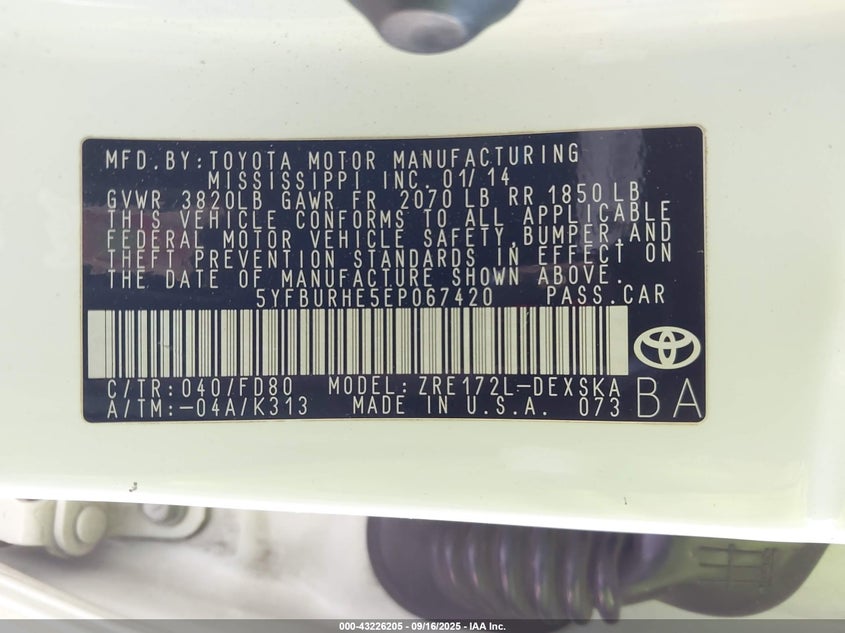 MFD.BY:TOYOTA MOTOR MANUFACTURING
MISSISSIPPI INC. 01/14
GVWR 3820LB GAWR FR 2070 LB RR 1850 LB
THIS VEHICLE CONFORMS TO ALL APPLICABLE
FEDERAL MOTOR VEHICLE SAFETY,BUMPER,AND
THEFT PREVENTION STANDARDS IN EFFECT ON
THE DATE OF MANUFACTURE SHOWN ABOVE.
5YFBURHE5EP067420 PASS.CAR
C/TR:040/FD80 MODEL:ZRE172L-DEXSKA
A/TM:-04A/K313 MADE IN U.S.A. 073 BA
000-43226205 - 09/16/2025 - IAA Inc.